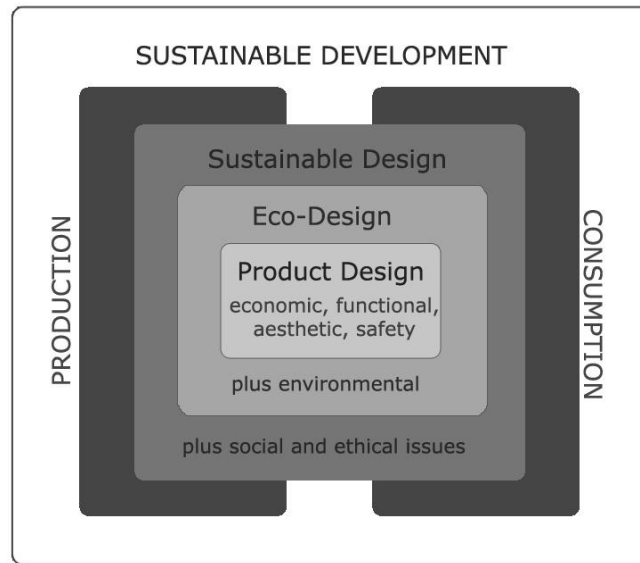 SUSTAINABLE DEVELOPMENT
PRODUCTION
Sustainable Design
Eco-Design
Product Design
economic, functional,
aesthetic, safety
plus environmental
plus social and ethical issues
CONSUMPTION